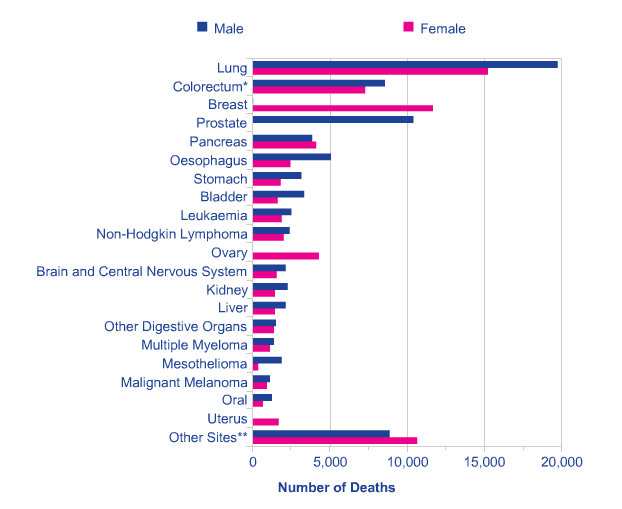 Male Female
Lung
Colorectum*
Breast
Prostate
Pancreas
Oesophagus
Stomach
Bladder
Leukaemia
Non-Hodgkin Lymphoma
Ovary
Brain and Central Nervous System
Kidney
Liver
Other Digestive Organs
Multiple Myeloma
Mesothelioma
Malignant Melanoma
Oral
Uterus
Other Sites**
0 5,000 10,000 15,000 20,000
Number of Deaths